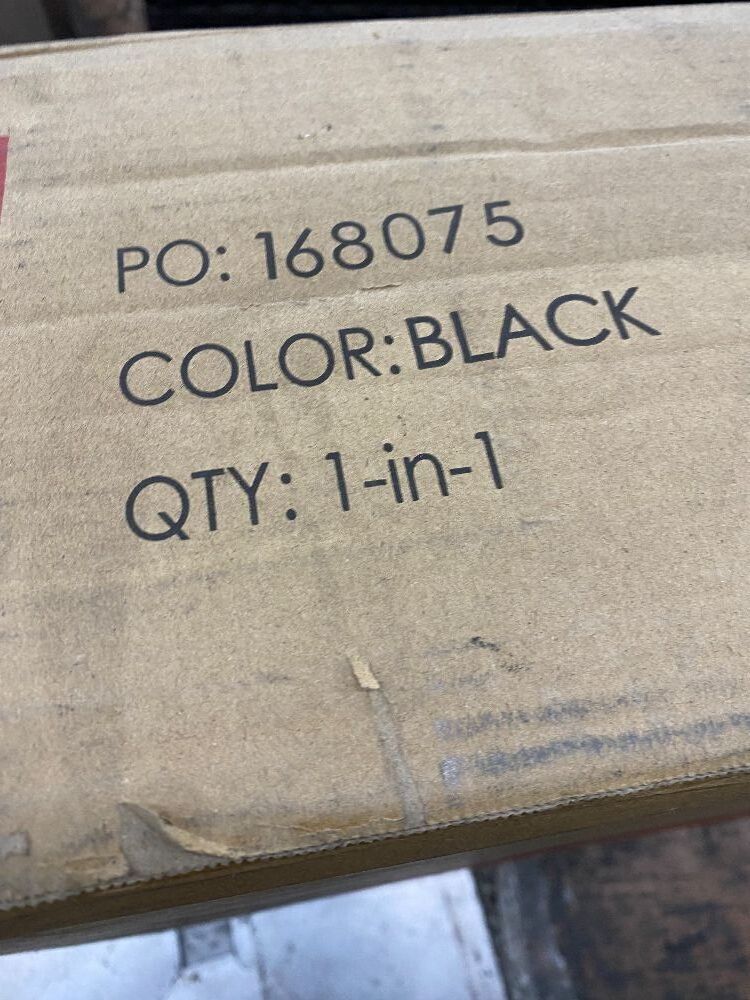 PO: 168075
COLOR: BLACK
QTY: 1-in-1